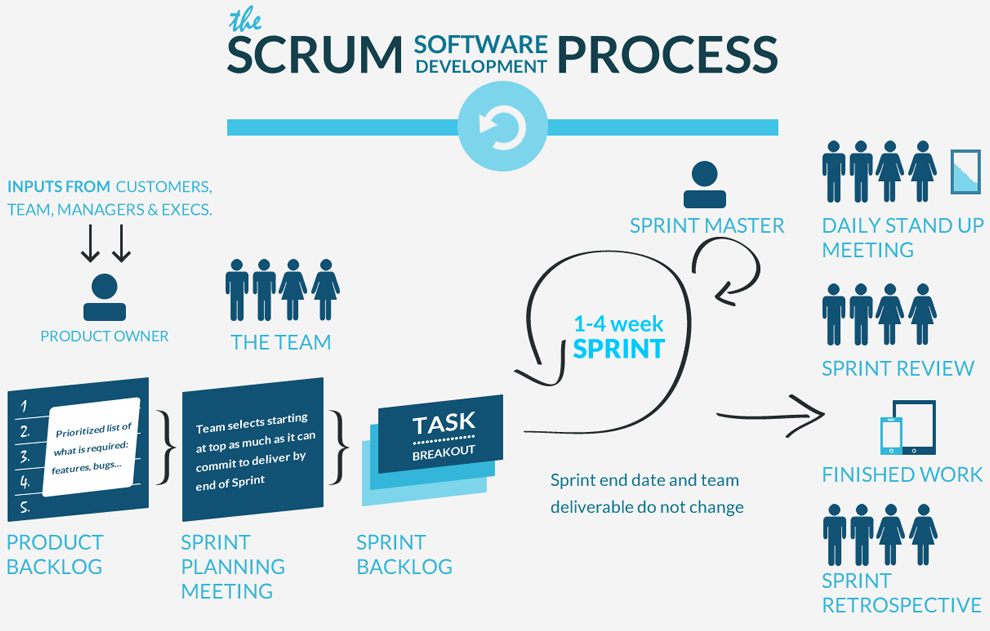 the
SCRUM SOFTWARE DEVELOPMENT PROCESS
INPUTS FROM CUSTOMERS,
TEAM, MANAGERS & EXECS.
PRODUCT OWNER
THE TEAM
SPRINT MASTER
1-4 week
SPRINT
1
2.
3.
4.
5.
Prioritized list of
what is required:
features, bugs...
PRODUCT
BACKLOG
Team selects starting
at top as much as it can
commit to deliver by
end of Sprint
SPRINT
PLANNING
MEETING
TASK
BREAKOUT
SPRINT
BACKLOG
Sprint end date and team
deliverable do not change
DAILY STAND UP
MEETING
SPRINT REVIEW
FINISHED WORK
SPRINT
RETROSPECTIVE